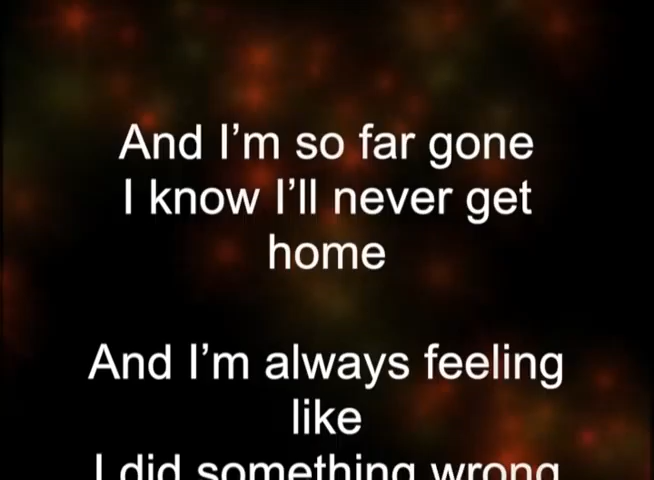 And I’m so far gone
I know I’ll never get
home
And I’m always feeling
like
I did something wrong